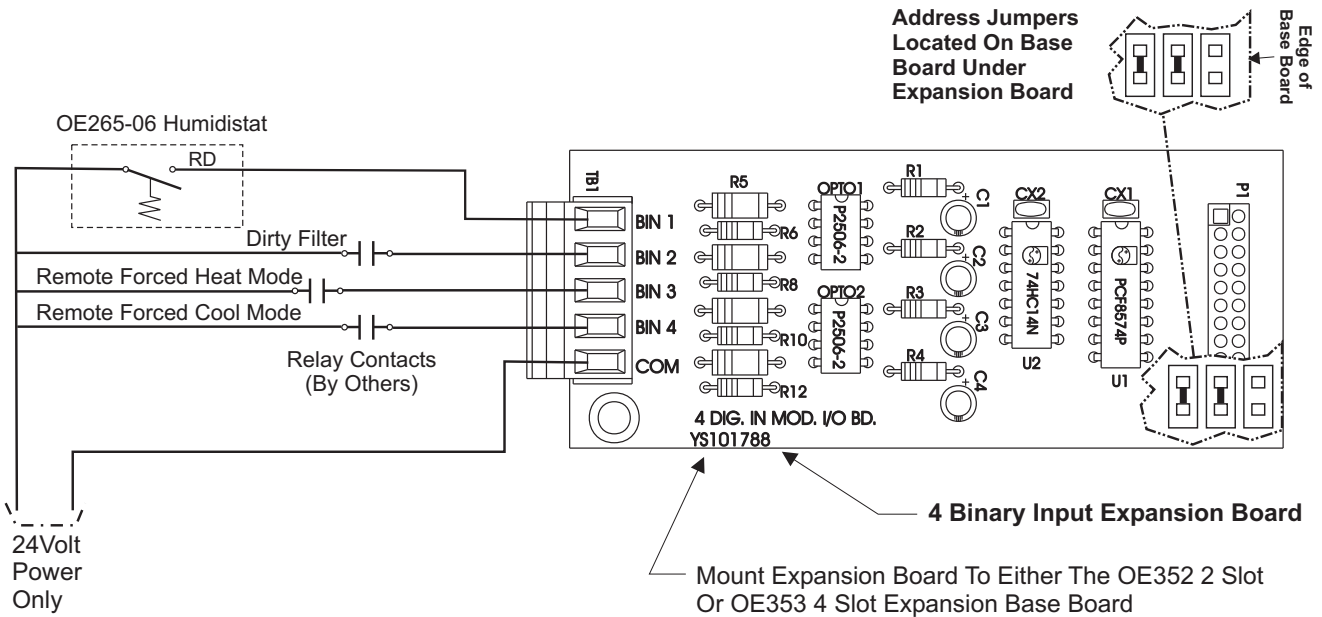 Address Jumpers
Located On Base
Board Under
Expansion Board
Edge of
Base Board
OE265-06 Humidistat
RD
Dirty Filter
Remote Forced Heat Mode
Remote Forced Cool Mode
Relay Contacts
(By Others)
24Volt
Power
Only
TB1
BIN 1
BIN 2
BIN 3
BIN 4
COM
R5
R6
R8
R10
R12
OPTO1
P2506-2
OPTO2
P2506-2
R1
C1
R2
C2
R3
C3
R4
C4
CX2
74HC14N
U2
CX1
PCF8574P
U1
P1
4 DIG. IN MOD. I/O BD.
YS101788
4 Binary Input Expansion Board
Mount Expansion Board To Either The OE352 2 Slot
Or OE353 4 Slot Expansion Base Board